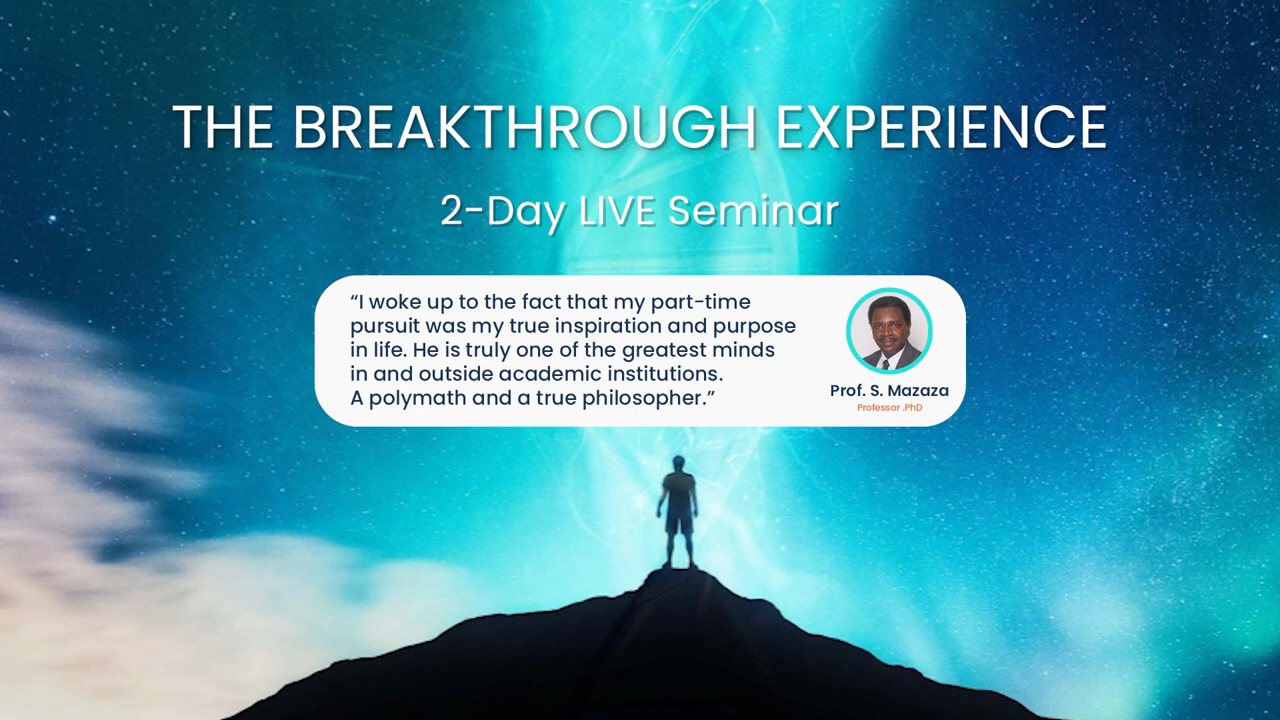 THE BREAKTHROUGH EXPERIENCE
2-Day LIVE Seminar
“I woke up to the fact that my part-time
pursuit was my true inspiration and purpose
in life. He is truly one of the greatest minds
in and outside academic institutions.
A polymath and a true philosopher.”
Prof. S. Mazaza
Professor .PhD